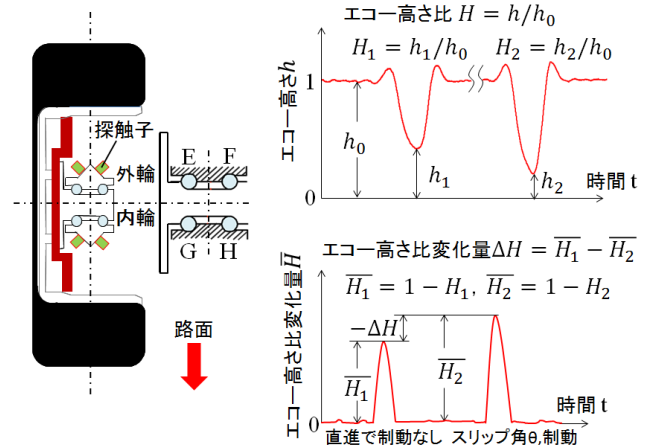 探触子
外輪
内輪
E F
G H
路面
エコー高さ比 H = h/h₀
H₁ = h₁/h₀ H₂ = h₂/h₀
エコー高さh
1
0
h₀
h₁
h₂
時間 t
エコー高さ比変化量ΔH = H̅₁ − H̅₂
H̅₁ = 1 − H₁, H̅₂ = 1 − H₂
エコー高さ比変化量H̅
−ΔH
H̅₁
H̅₂
時間 t
0
直進で制動なし スリップ角θ,制動